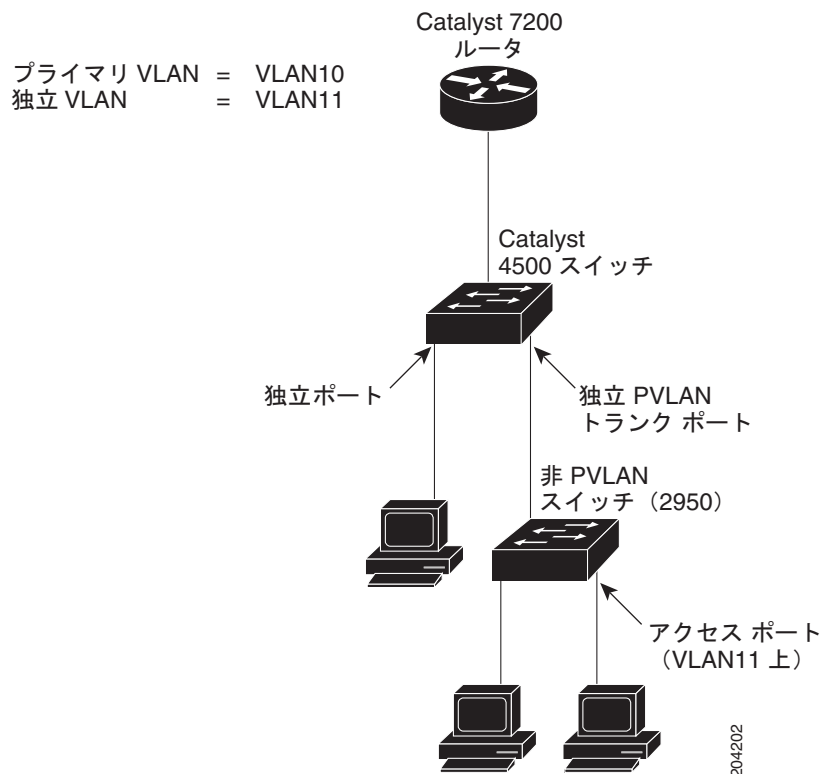 Catalyst 7200
ルータ
プライマリ VLAN = VLAN10
独立 VLAN = VLAN11
Catalyst
4500 スイッチ
独立ポート
独立 PVLAN
トランク ポート
非 PVLAN
スイッチ（2950）
アクセス ポート
（VLAN11 上）
204202